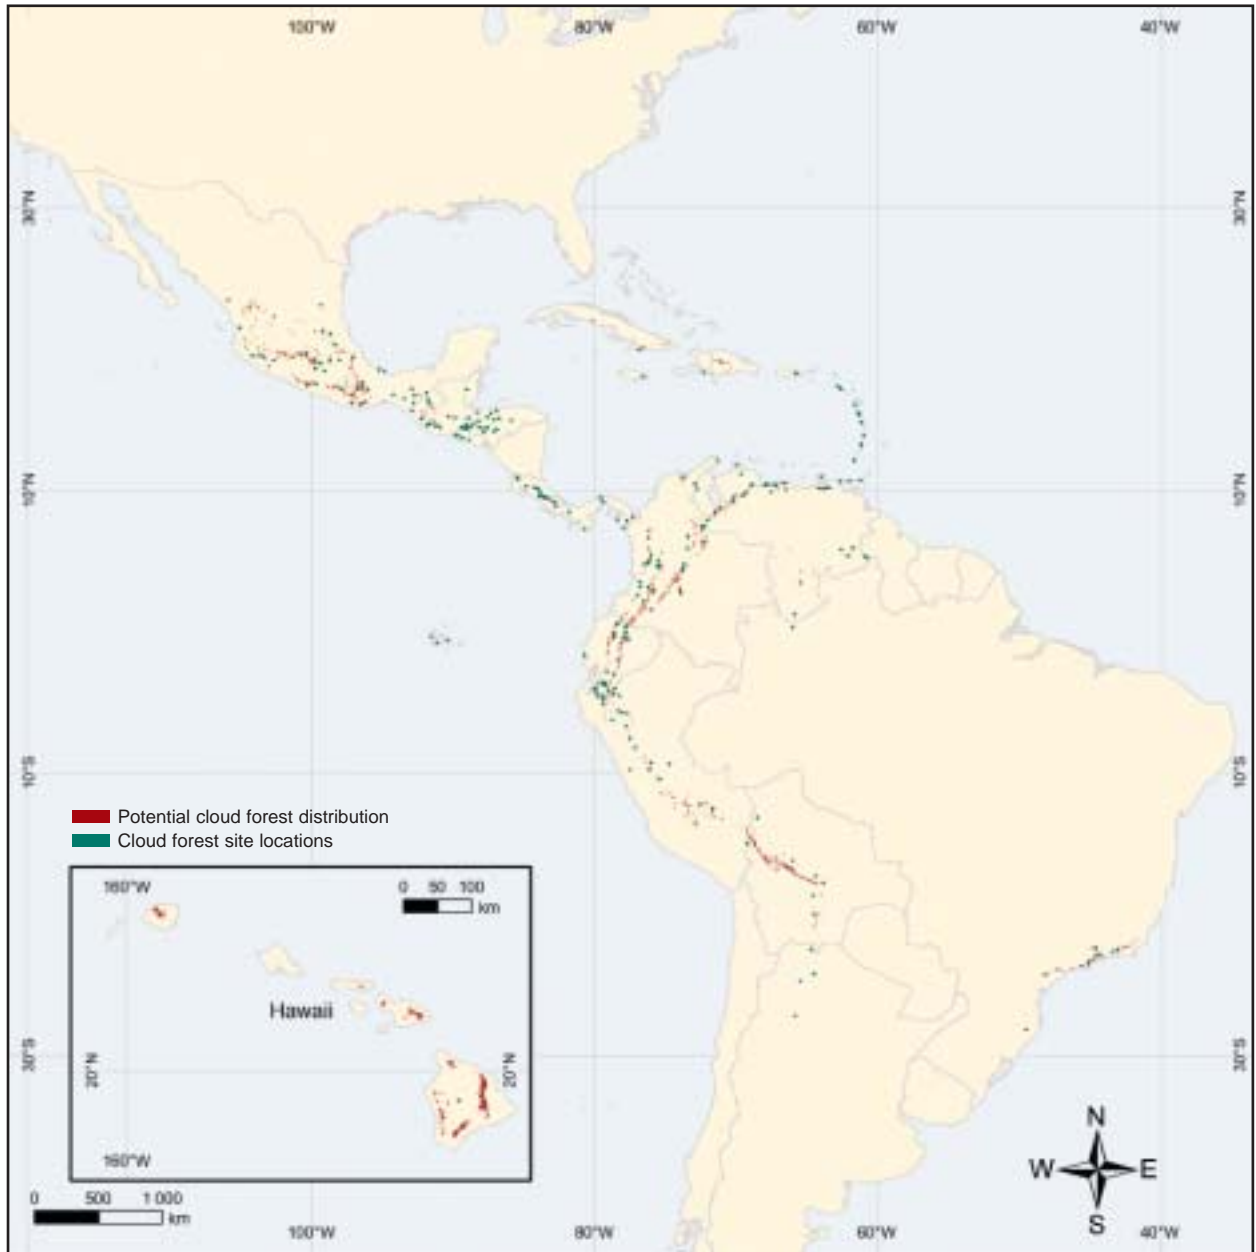 100°W 80°W 60°W 40°W
30°N 30°N
10°N 10°N
10°S 10°S
Potential cloud forest distribution
Cloud forest site locations
160°W 0 50 100
km
Hawaii
20°N 20°N
30°S 30°S
160°W
N
W E
S
0 500 1 000
km
100°W 80°W 60°W 40°W